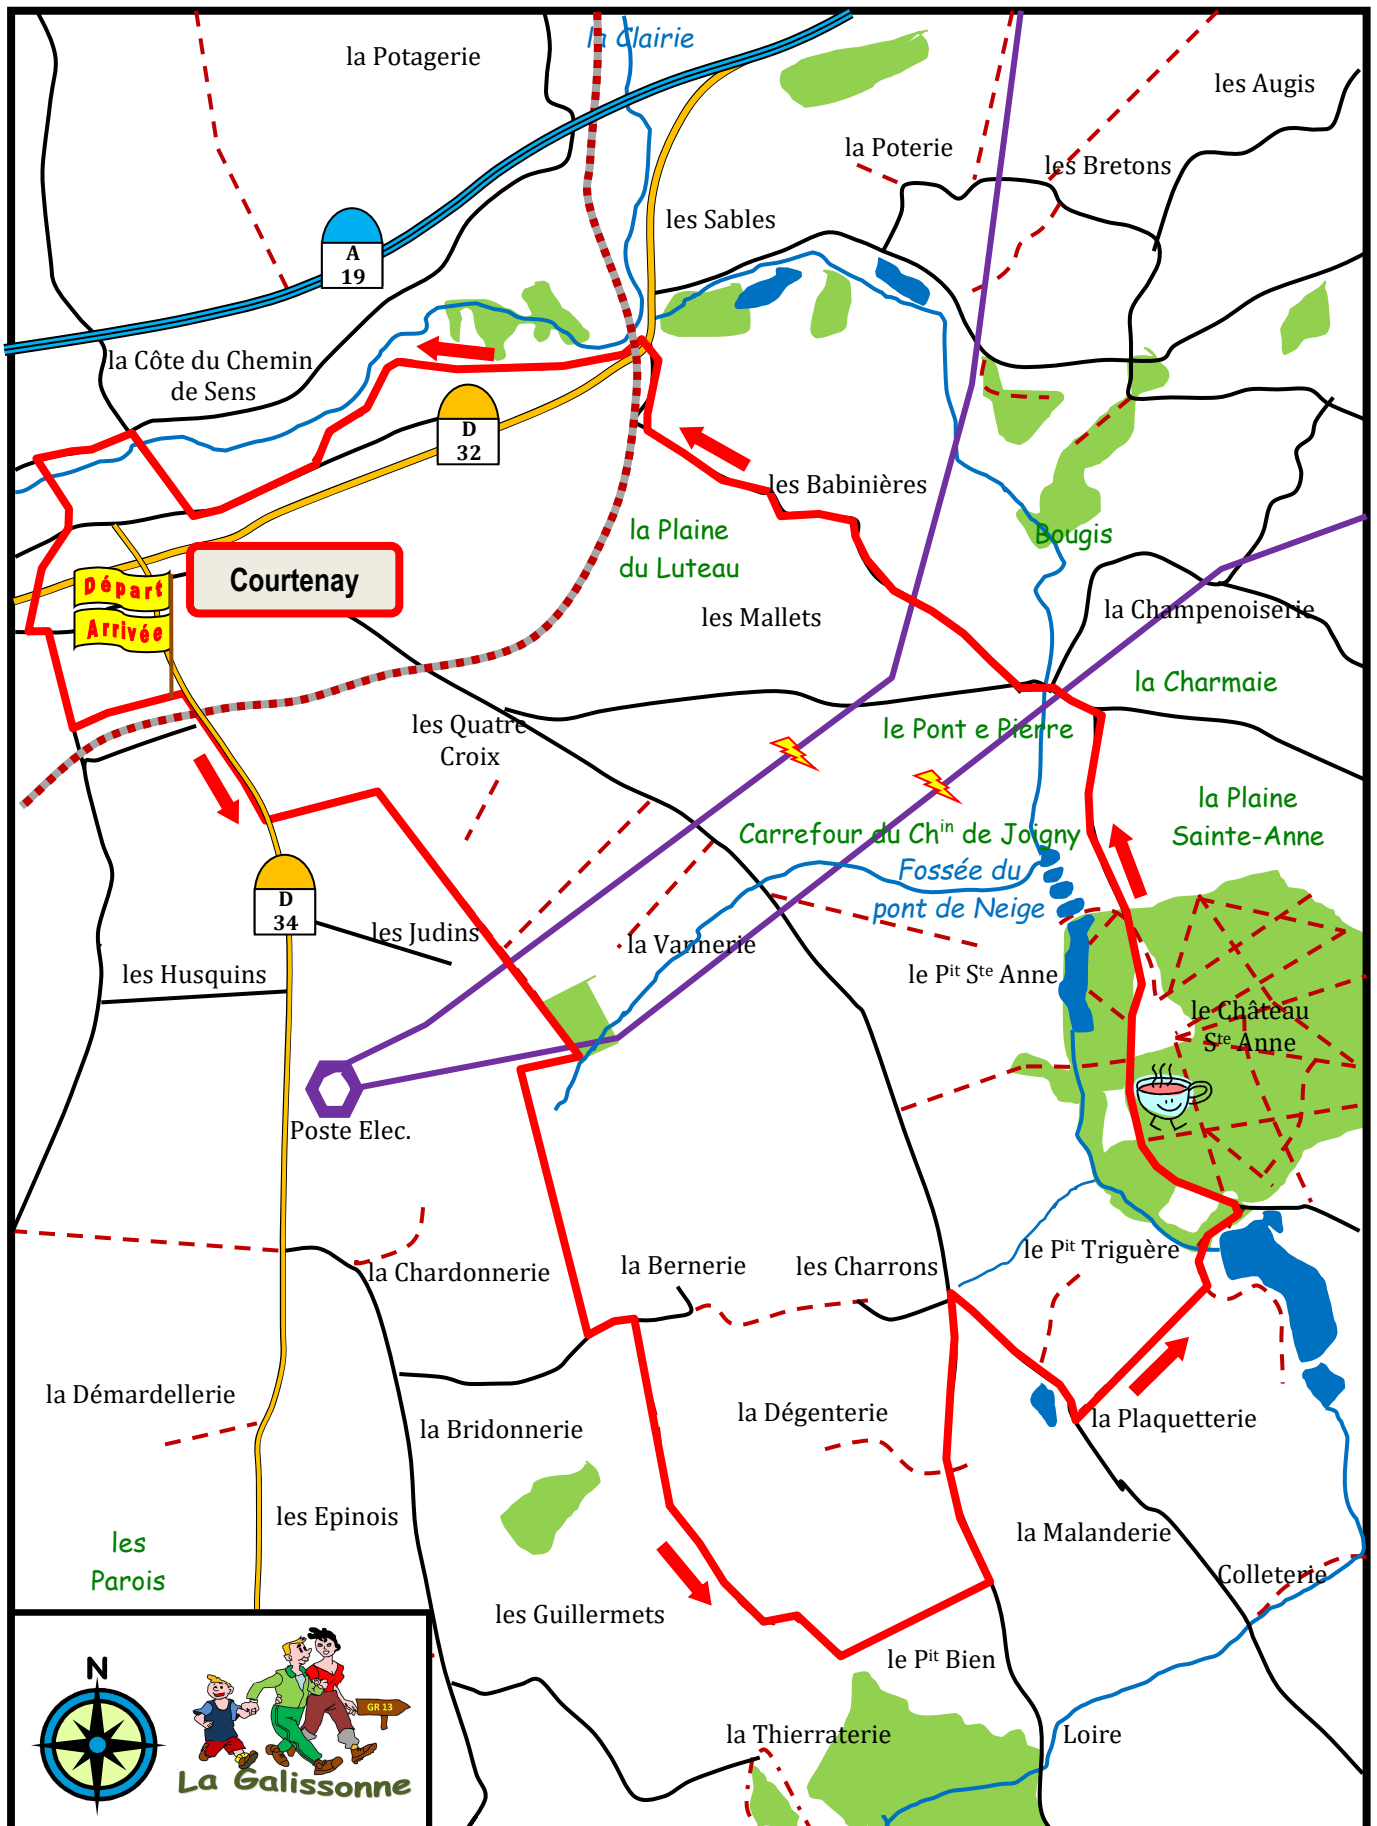 la Clairie
la Potagerie
les Augis
la Poterie
les Bretons
les Sables
A
19
la Côte du Chemin
de Sens
D
32
les Babinières
la Plaine
du Luteau
Bougis
Départ
Arrivée
Courtenay
les Mallets
la Champenoiserie
la Charmaie
les Quatre
Croix
le Pont e Pierre
la Plaine
Sainte-Anne
Carrefour du Chin de Joigny
Fossée du
pont de Neige
D
34
les Judins
la Vannerie
les Husquins
le Pit Ste Anne
le Château
Ste Anne
Poste Elec.
le Pit Triguère
la Chardonnerie
la Bernerie
les Charrons
la Démardellerie
la Bridonnerie
la Dégenterie
la Plaquetterie
les Epinois
la Malanderie
les
Parois
Colleterie
les Guillermets
le Pit Bien
la Thierraterie
Loire
N
GR 13
La Galissonne